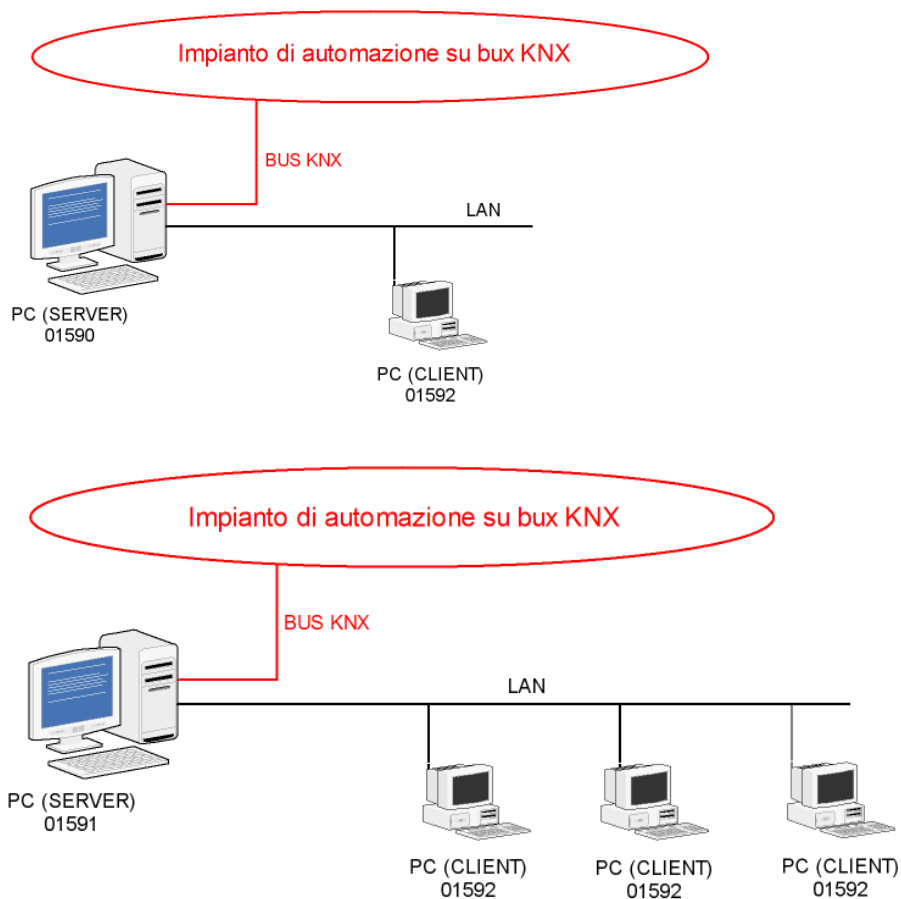 Impianto di automazione su bux KNX
BUS KNX
LAN
PC (SERVER)
01590
PC (CLIENT)
01592
Impianto di automazione su bux KNX
BUS KNX
LAN
PC (SERVER)
01591
PC (CLIENT)
01592
PC (CLIENT)
01592
PC (CLIENT)
01592